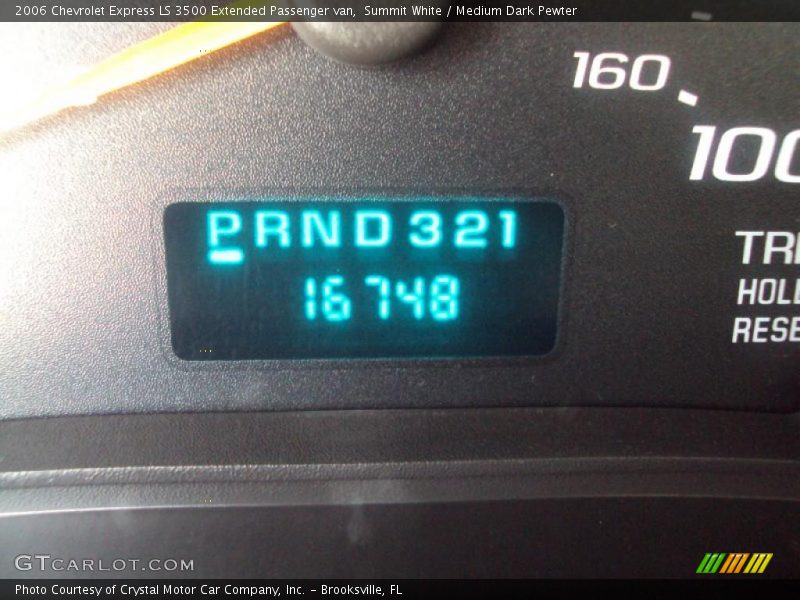 2006 Chevrolet Express LS 3500 Extended Passenger van, Summit White / Medium Dark Pewter
160
100
PRND321
16748
TRI
HOL
RESE
GTCARLOT.COM
Photo Courtesy of Crystal Motor Car Company, Inc. - Brooksville, FL